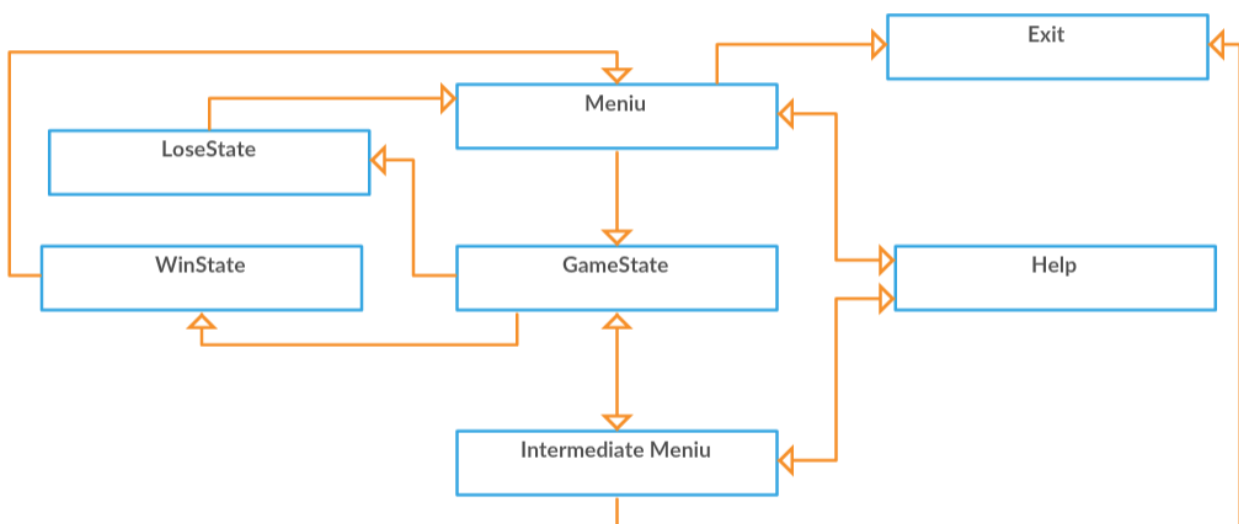 Exit
Meniu
LoseState
WinState
GameState
Help
Intermediate Meniu